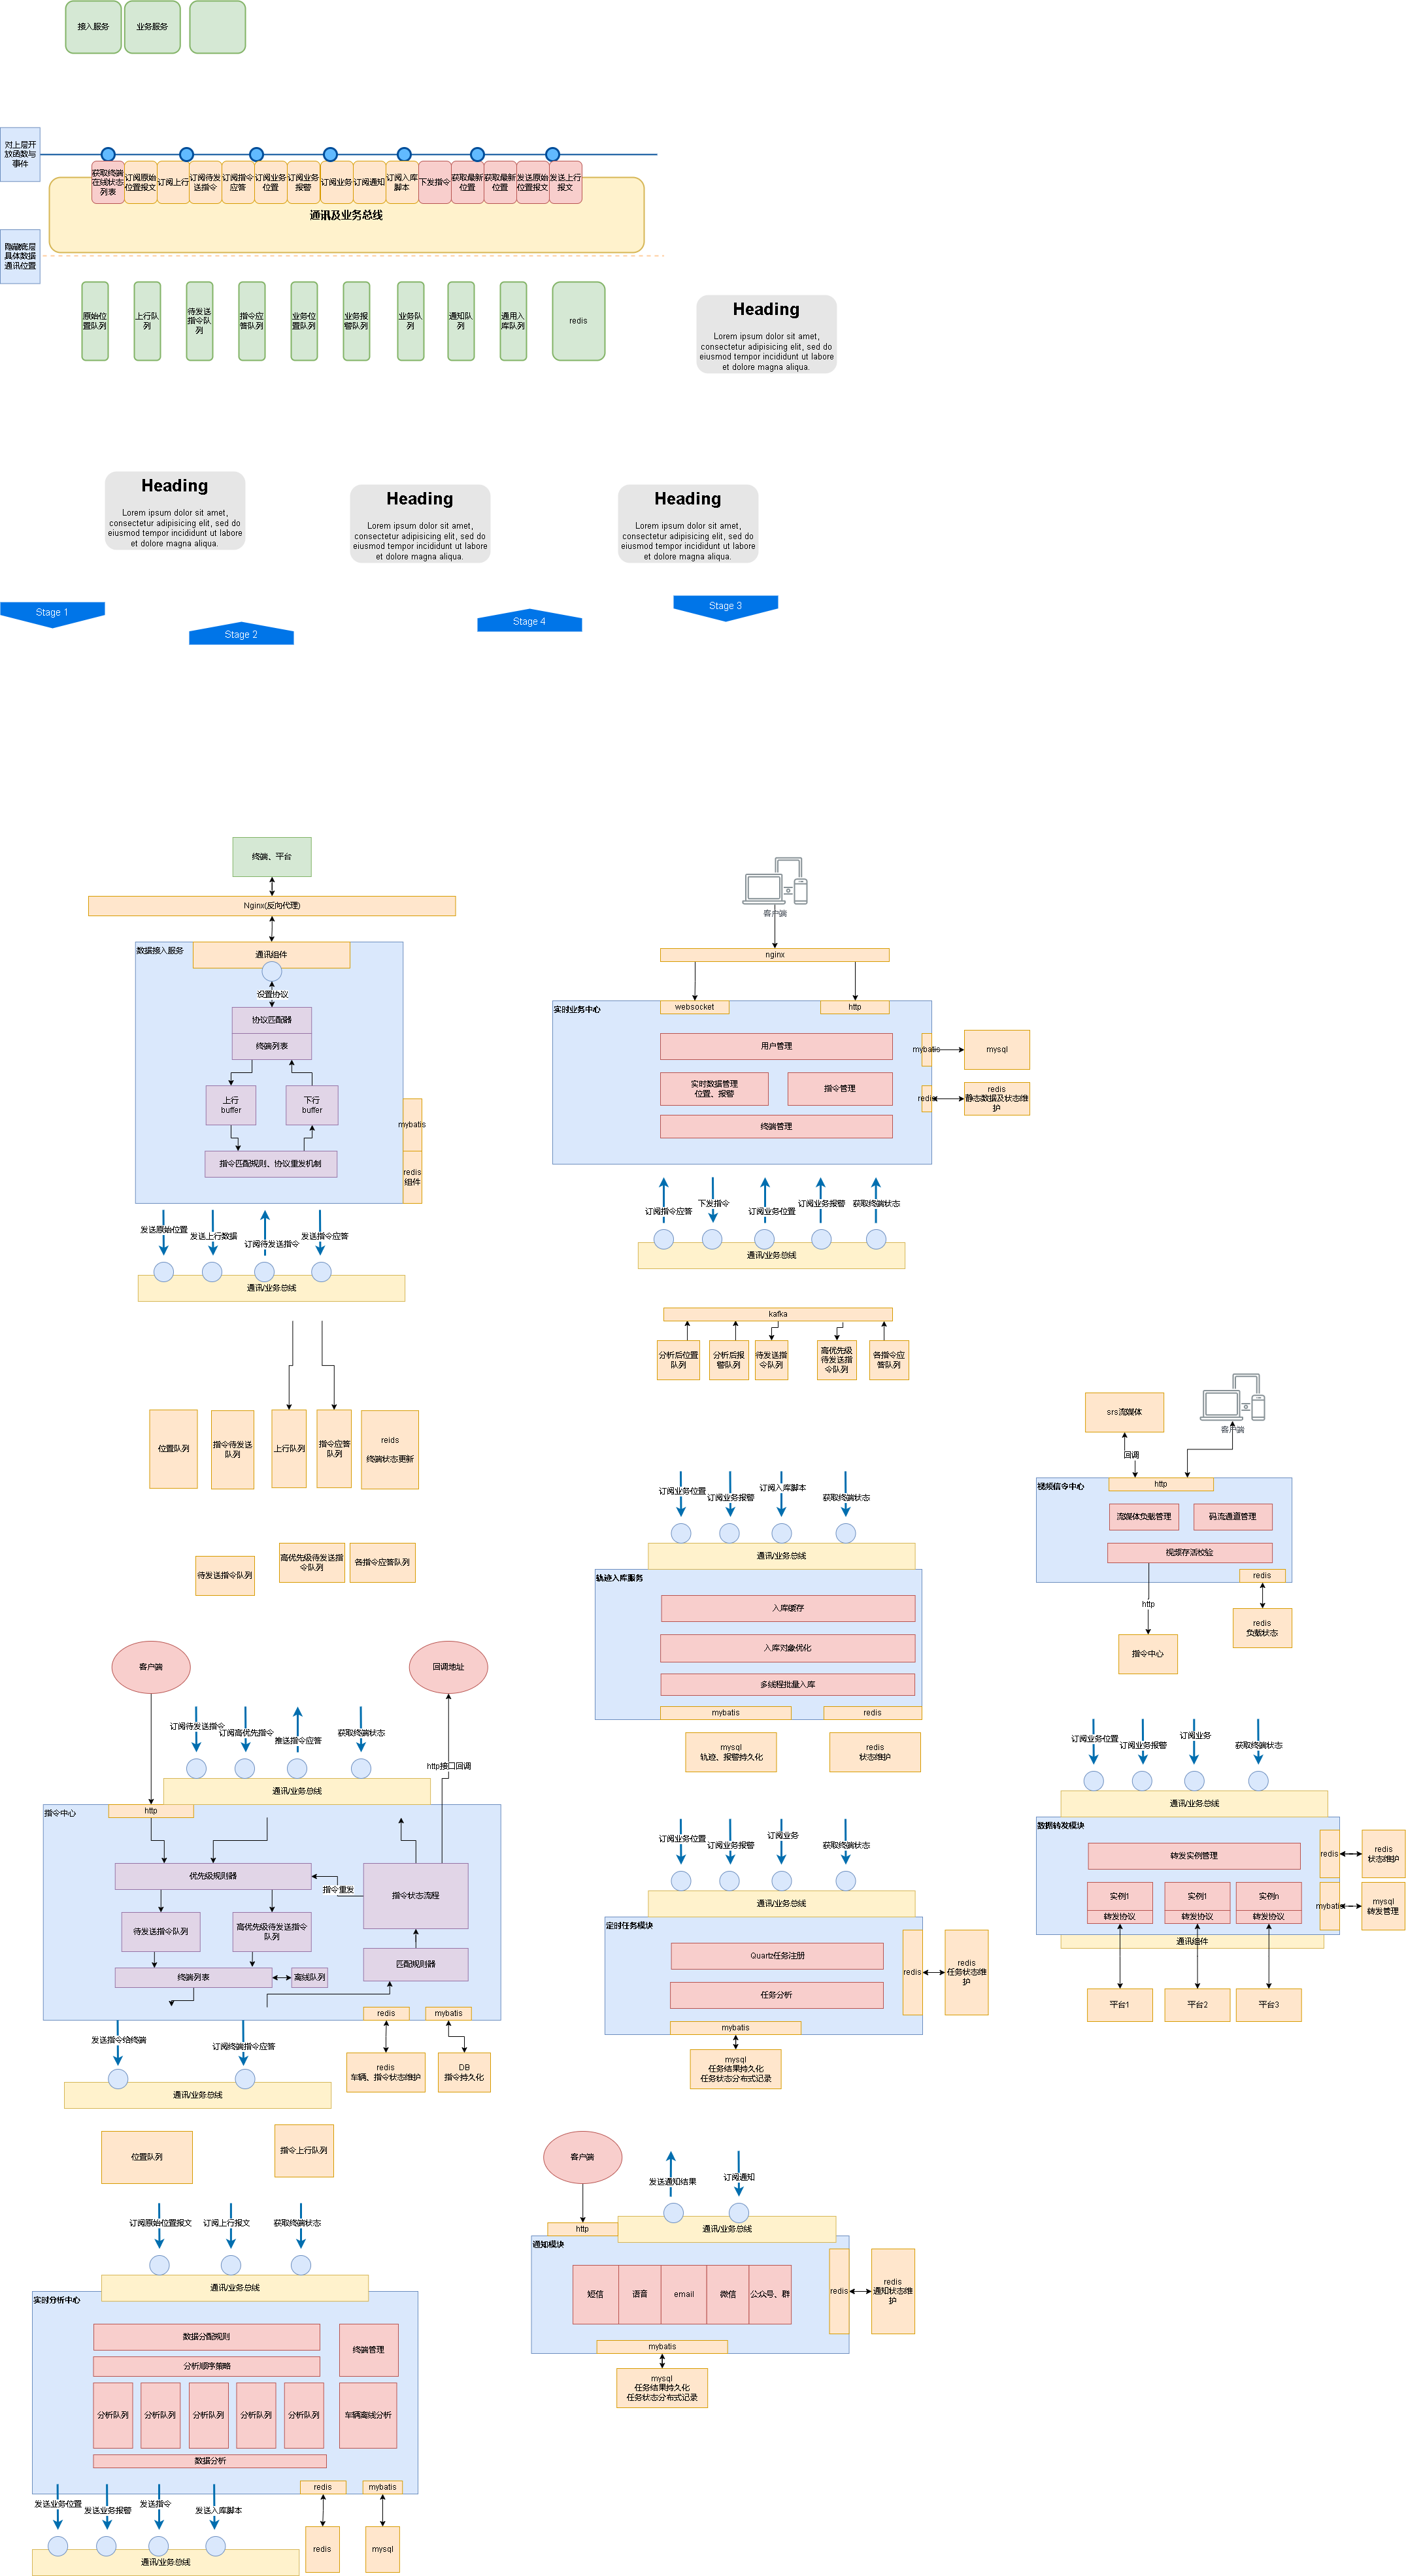 接入服务
业务服务
对上层开
放函数与
事件
获取终端
在线状态
列表
订阅原始
位置报文
订阅上行
订阅待发
送指令
订阅指令
应答
订阅业务
位置
订阅业务
报警
订阅业务
订阅通知
订阅入库
脚本
下发指令
获取最新
位置
获取最新
位置
发送原始
位置报文
发送上行
报文
通讯及业务总线
隐藏底层
具体数据
通讯位置
原始位
置队列
上行队
列
待发送
指令队
列
指令应
答队列
业务位
置队列
业务报
警队列
业务队
列
通知队
列
通用入
库队列
redis
Heading
Lorem ipsum dolor sit amet,
consectetur adipisicing elit, sed do
eiusmod tempor incididunt ut labore
et dolore magna aliqua.
Heading
Lorem ipsum dolor sit amet,
consectetur adipisicing elit, sed do
eiusmod tempor incididunt ut labore
et dolore magna aliqua.
Heading
Lorem ipsum dolor sit amet,
consectetur adipisicing elit, sed do
eiusmod tempor incididunt ut labore
et dolore magna aliqua.
Heading
Lorem ipsum dolor sit amet,
consectetur adipisicing elit, sed do
eiusmod tempor incididunt ut labore
et dolore magna aliqua.
Stage 1
Stage 2
Stage 4
Stage 3
终端、平台
Nginx(反向代理)
数据接入服务
通讯组件
设置协议
协议匹配器
终端列表
上行
buffer
下行
buffer
指令匹配规则、协议重发机制
mybatis
redis
组件
发送原始位置
发送上行数据
订阅待发送指令
发送指令应答
通讯/业务总线
位置队列
指令待发送
队列
上行队列
指令应答
队列
reids
终端状态更新
待发送指令队列
高优先级待发送指
令队列
各指令应答队列
客户端
nginx
实时业务中心
websocket
http
用户管理
实时数据管理
位置、报警
指令管理
终端管理
mybatis
mysql
redis
redis
静态数据及状态维
护
订阅指令应答
下发指令
订阅业务位置
订阅业务报警
获取终端状态
通讯/业务总线
kafka
分析后位置
队列
分析后报
警队列
待发送指
令队列
高优先级
待发送指
令队列
各指令应
答队列
订阅业务位置
订阅业务报警
订阅入库脚本
获取终端状态
通讯/业务总线
轨迹入库服务
入库缓存
入库对象优化
多线程批量入库
mybatis
redis
mysql
轨迹、报警持久化
redis
状态维护
srs流媒体
客户端
回调
视频信令中心
http
流媒体负载管理
码流通道管理
视频存活校验
redis
http
指令中心
redis
负载状态
客户端
回调地址
订阅待发送指令
订阅高优先指令
推送指令应答
获取终端状态
http接口回调
通讯/业务总线
指令中心
http
优先级规则器
指令重发
指令状态流程
待发送指令队列
高优先级待发送指令
队列
匹配规则器
终端列表
离线队列
redis
mybatis
发送指令给终端
订阅终端指令应答
redis
车辆、指令状态维护
DB
指令持久化
通讯/业务总线
位置队列
指令上行队列
订阅业务位置
订阅业务报警
订阅业务
获取终端状态
通讯/业务总线
定时任务模块
Quartz任务注册
任务分析
mybatis
redis
redis
任务状态维
护
mysql
任务结果持久化
任务状态分布式记录
订阅业务位置
订阅业务报警
订阅业务
获取终端状态
通讯/业务总线
数据转发模块
转发实例管理
实例1
转发协议
实例1
转发协议
实例n
转发协议
redis
redis
状态维护
mybatis
mysql
转发管理
通讯组件
平台1
平台2
平台3
订阅原始位置报文
订阅上行报文
获取终端状态
通讯/业务总线
实时分析中心
数据分配规则
终端管理
分析顺序策略
分析队列
分析队列
分析队列
分析队列
分析队列
车辆离线分析
数据分析
redis
mybatis
发送业务位置
发送业务报警
发送指令
发送入库脚本
redis
mysql
通讯/业务总线
客户端
发送通知结果
订阅通知
http
通讯/业务总线
通知模块
短信
语音
email
微信
公众号、群
redis
redis
通知状态维
护
mybatis
mysql
任务结果持久化
任务状态分布式记录